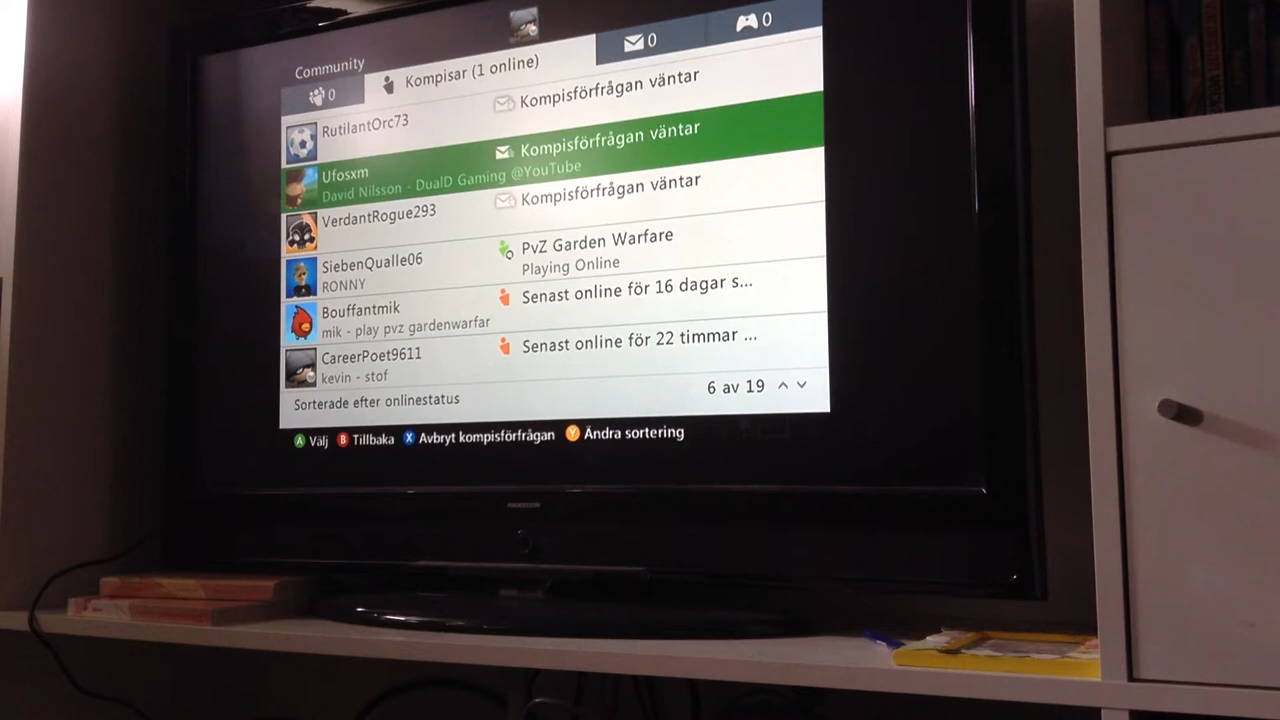 Community
0
Kompisar (1 online)
0
0
RutilantOrc73
Kompisförfrågan väntar
Ufosxm
Kompisförfrågan väntar
David Nilsson - DualD Gaming @YouTube
VerdantRogue293
Kompisförfrågan väntar
SiebenQualle06
RONNY
PvZ Garden Warfare
Playing Online
Bouffantmik
mik - play pvz gardenwarfar
Senast online för 16 dagar s...
CareerPoet9611
kevin - stof
Senast online för 22 timmar ...
Sorterade efter onlinestatus
6 av 19
A Välj B Tillbaka X Avbryt kompisförfrågan Y Ändra sortering